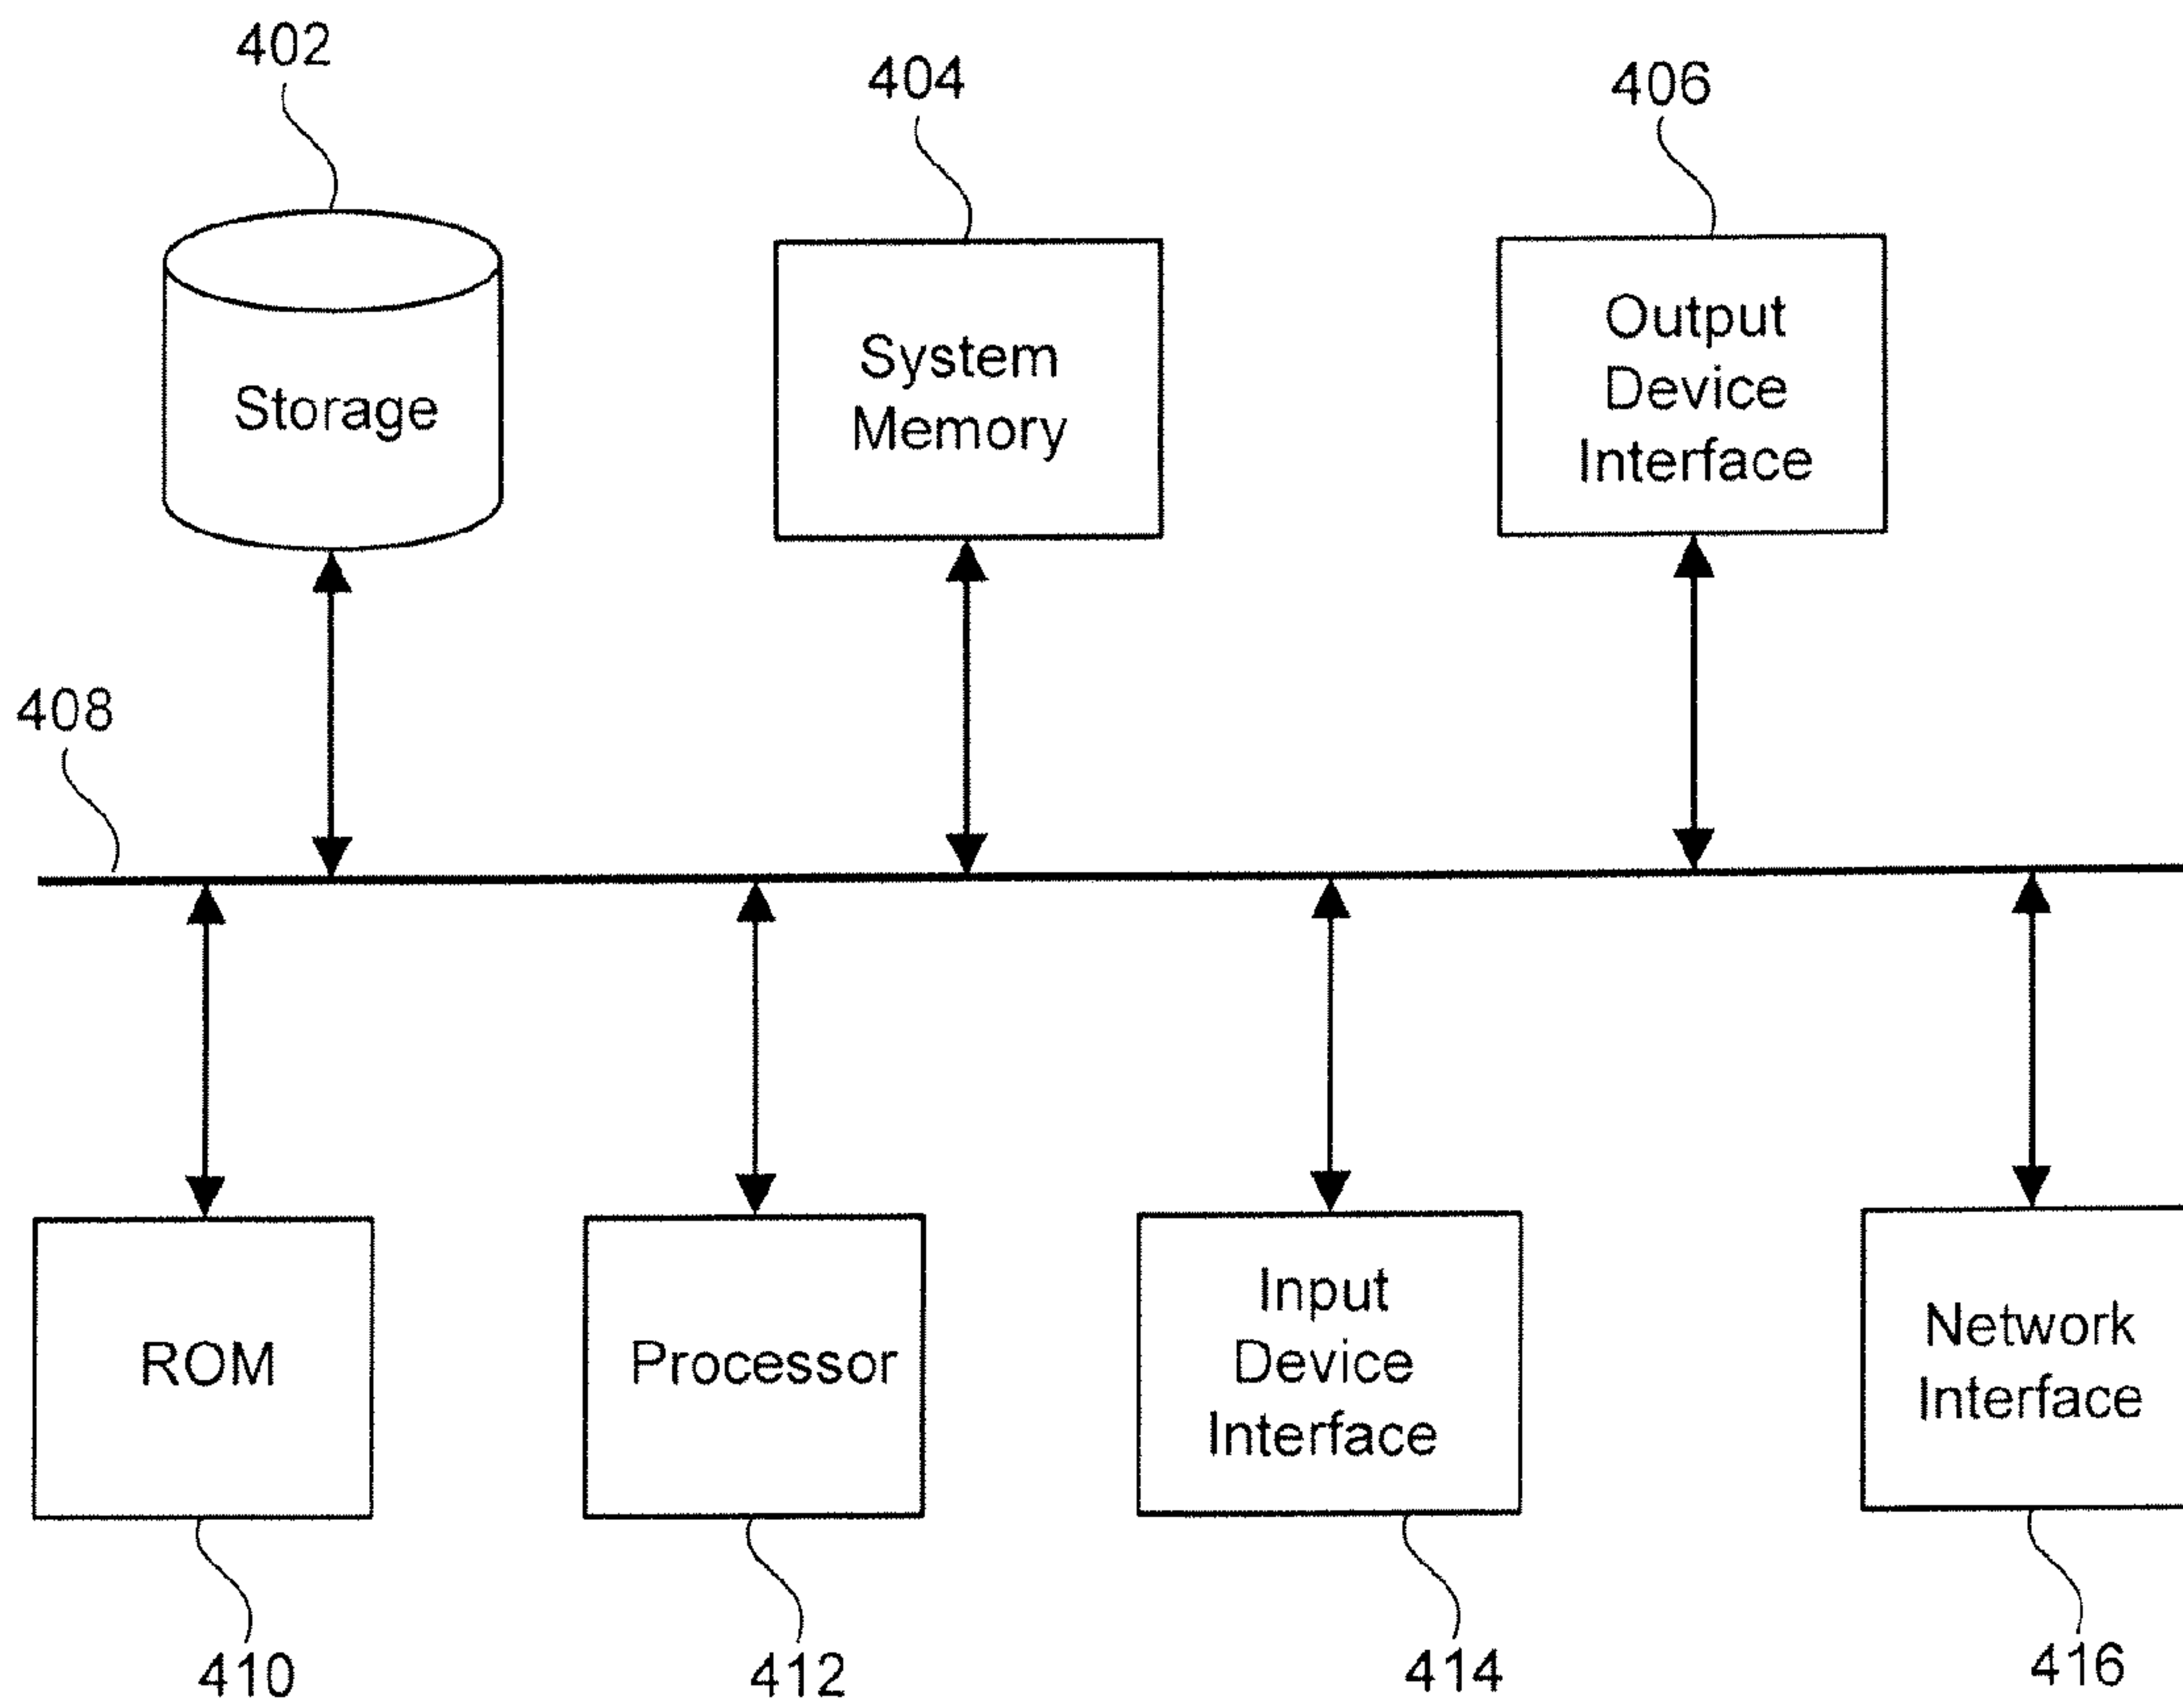 402
404
406
Storage
System
Memory
Output
Device
Interface
408
ROM
Processor
Input
Device
Interface
Network
Interface
410
412
414
416